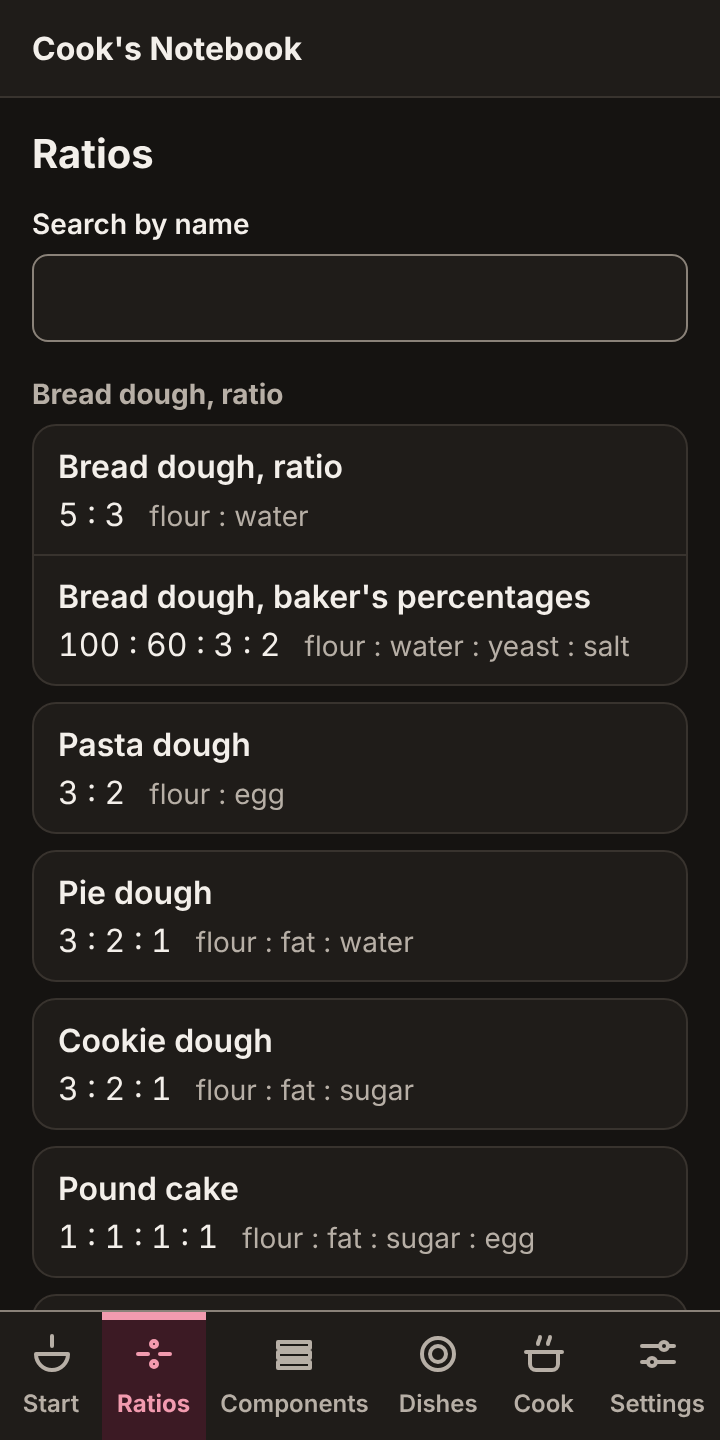 Cook's Notebook
Ratios
Search by name
Bread dough, ratio
Bread dough, ratio
5 : 3 flour : water
Bread dough, baker's percentages
100 : 60 : 3 : 2 flour : water : yeast : salt
Pasta dough
3 : 2 flour : egg
Pie dough
3 : 2 : 1 flour : fat : water
Cookie dough
3 : 2 : 1 flour : fat : sugar
Pound cake
1 : 1 : 1 : 1 flour : fat : sugar : egg
Start Ratios Components Dishes Cook Settings